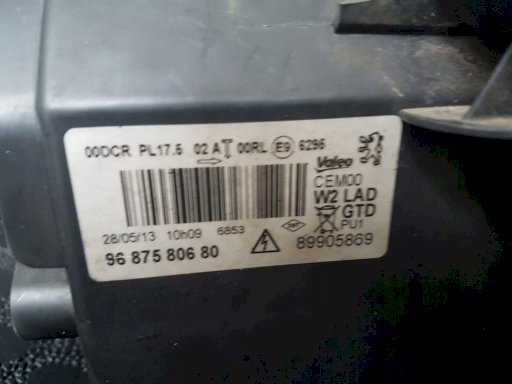 00DCR PL17.5 02 A 00RL E9 6295
Valeo
CEM00
W2 LAD
GTD
PU1
28/05/13 10h09 6853
96 875 806 80
89905869